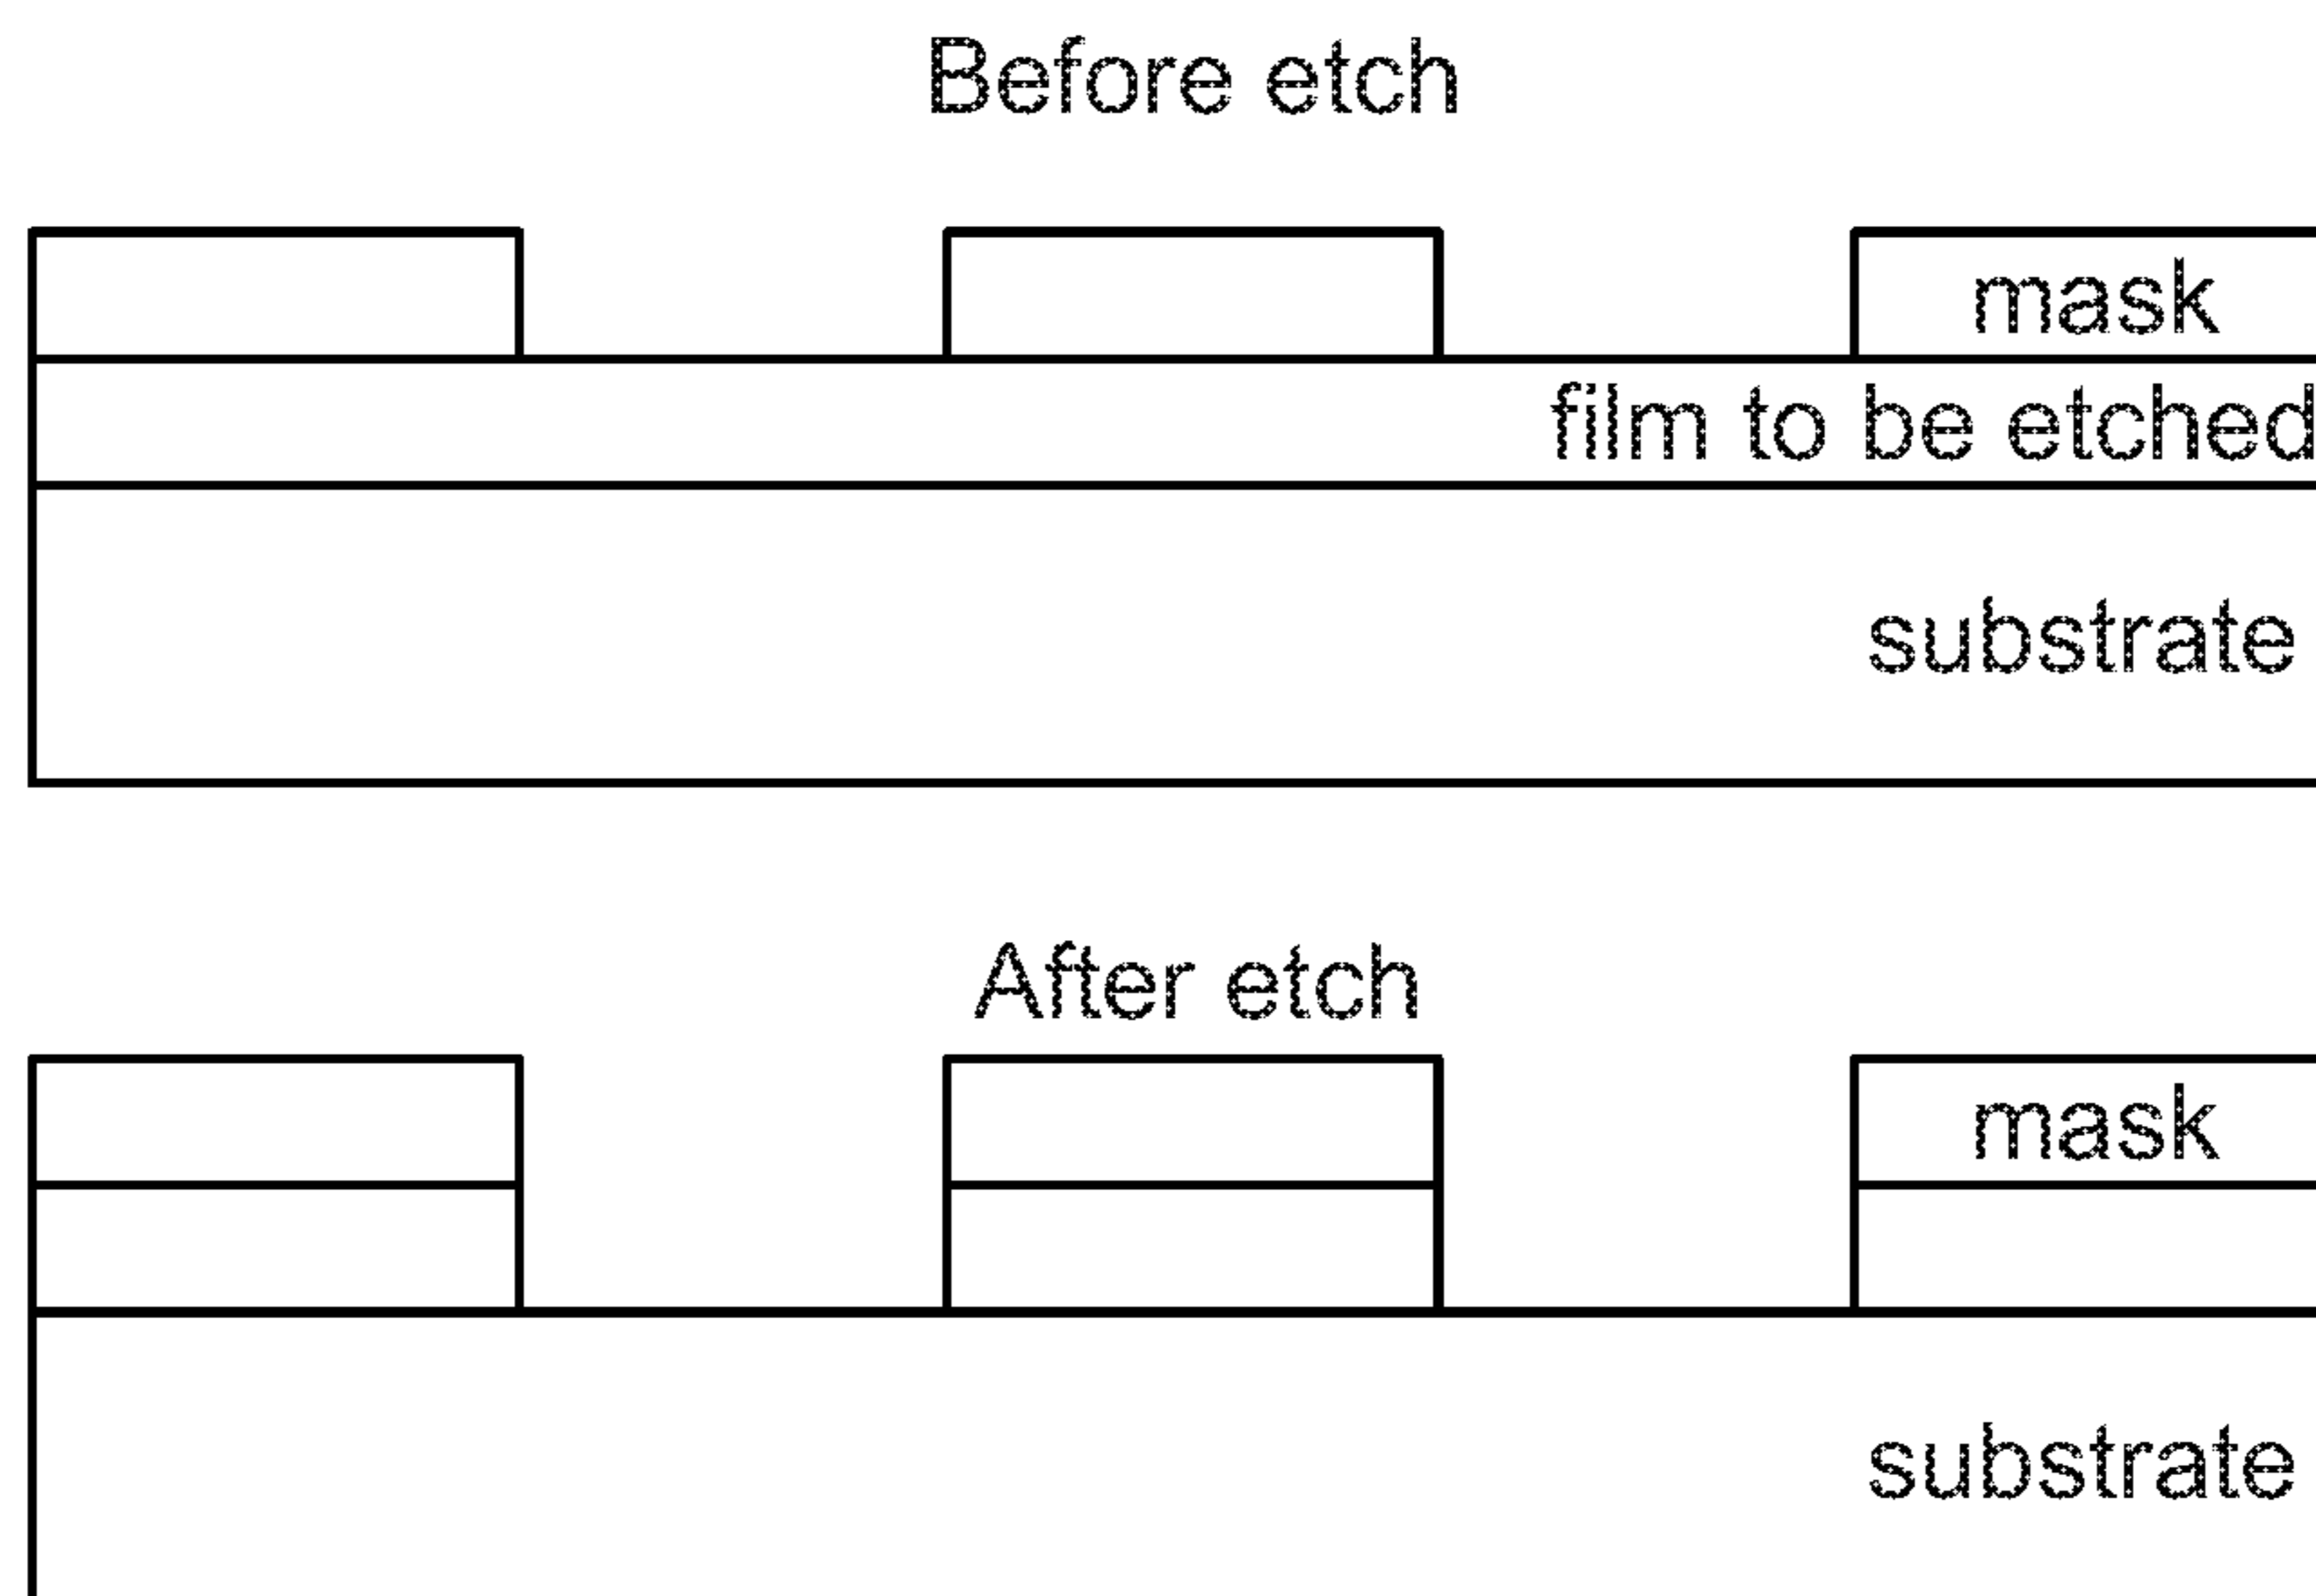 Before etch
mask
film to be etched
substrate
After etch
mask
substrate